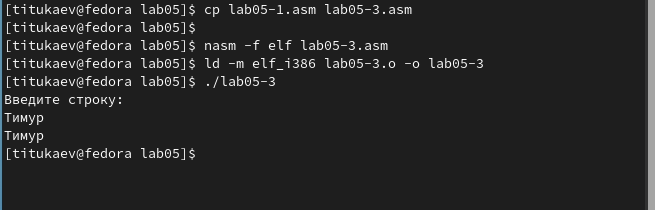 [titukaev@fedora lab05]$ cp lab05-1.asm lab05-3.asm
[titukaev@fedora lab05]$
[titukaev@fedora lab05]$ nasm -f elf lab05-3.asm
[titukaev@fedora lab05]$ ld -m elf_i386 lab05-3.o -o lab05-3
[titukaev@fedora lab05]$ ./lab05-3
Введите строку:
Тимур
Тимур
[titukaev@fedora lab05]$